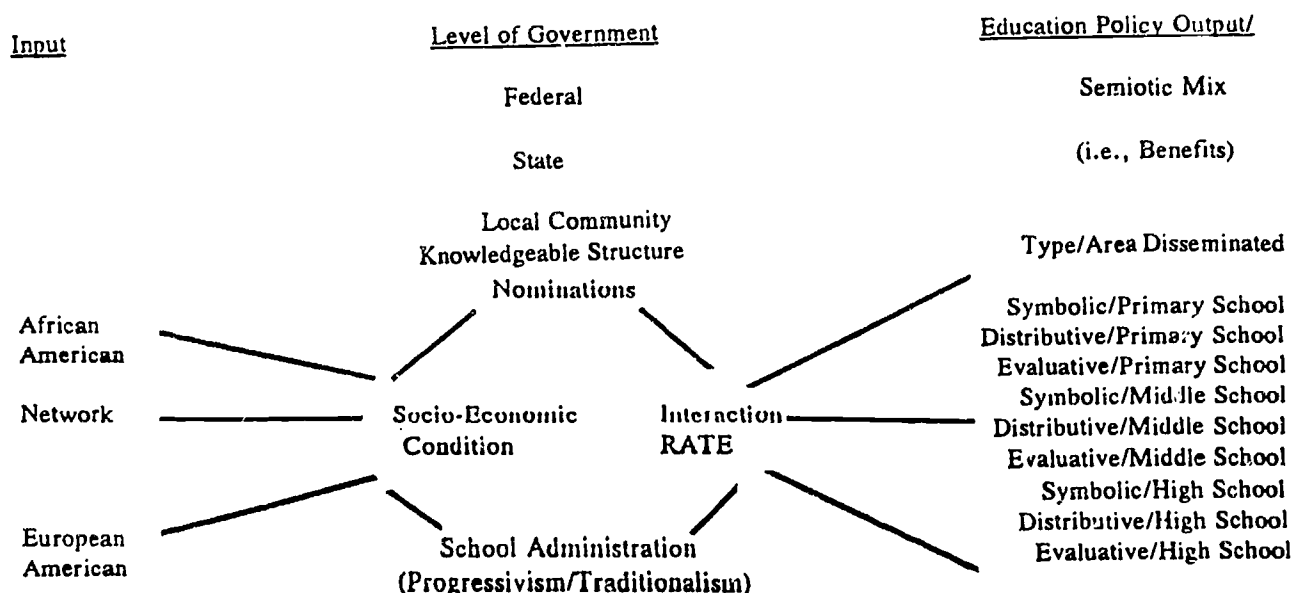 Input
Level of Government
Education Policy Output/
Federal
Semiotic Mix
State
(i.e., Benefits)
Local Community
Knowledgeable Structure
Nominations
Type/Area Disseminated
African
American
Network
European
American
Socio-Economic
Condition
Interaction
RATE
School Administration
(Progressivism/Traditionalism)
Symbolic/Primary School
Distributive/Primary School
Evaluative/Primary School
Symbolic/Middle School
Distributive/Middle School
Evaluative/Middle School
Symbolic/High School
Distributive/High School
Evaluative/High School